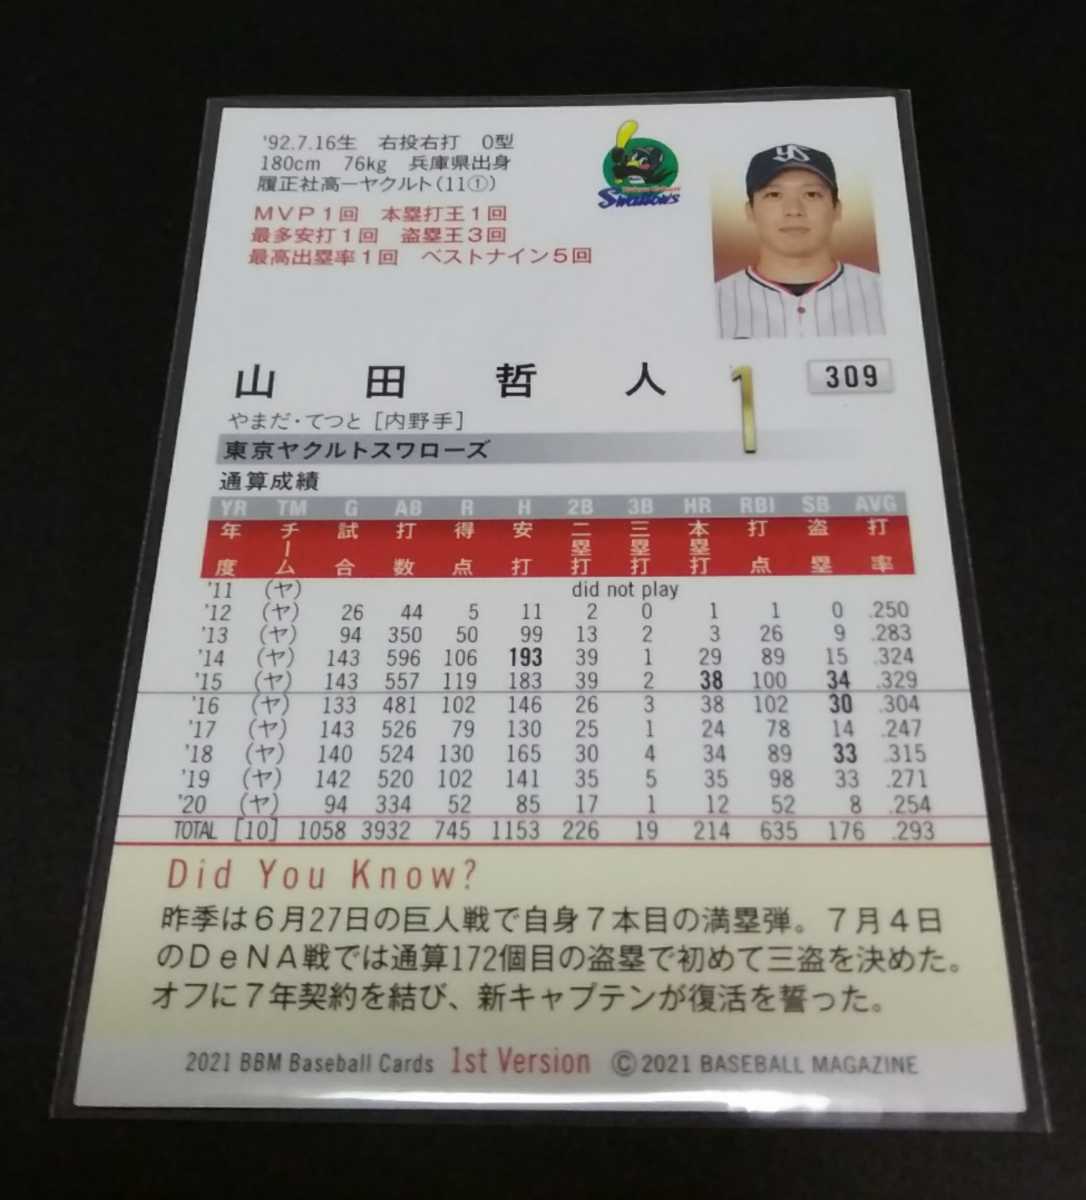 '92.7.16生 右投右打 O型
180cm 76kg 兵庫県出身
履正社高ーヤクルト(11①)
MVP1回 本塁打王1回
最多安打1回 盗塁王3回
最高出塁率1回 ベストナイン5回
Swallows
山田哲人 1 309
やまだ・てつと [内野手]
東京ヤクルトスワローズ
通算成績
YR TM G AB R H 2B 3B HR RBI SB AVG
年度 チーム 試合 打数 得点 安打 二塁打 三塁打 本塁打 打点 盗塁 打率
'11 (ヤ) did not play
'12 (ヤ) 26 44 5 11 2 0 1 1 0 .250
'13 (ヤ) 94 350 50 99 13 2 3 26 9 .283
'14 (ヤ) 143 596 106 193 39 1 29 89 15 .324
'15 (ヤ) 143 557 119 183 39 2 38 100 34 .329
'16 (ヤ) 133 481 102 146 26 3 38 102 30 .304
'17 (ヤ) 143 526 79 130 25 1 24 78 14 .247
'18 (ヤ) 140 524 130 165 30 4 34 89 33 .315
'19 (ヤ) 142 520 102 141 35 5 35 98 33 .271
'20 (ヤ) 94 334 52 85 17 1 12 52 8 .254
TOTAL [10] 1058 3932 745 1153 226 19 214 635 176 .293
Did You Know?
昨季は6月27日の巨人戦で自身7本目の満塁弾。7月4日
のDeNA戦では通算172個目の盗塁で初めて三盗を決めた。
オフに7年契約を結び、新キャプテンが復活を誓った。
2021 BBM Baseball Cards 1st Version ©2021 BASEBALL MAGAZINE